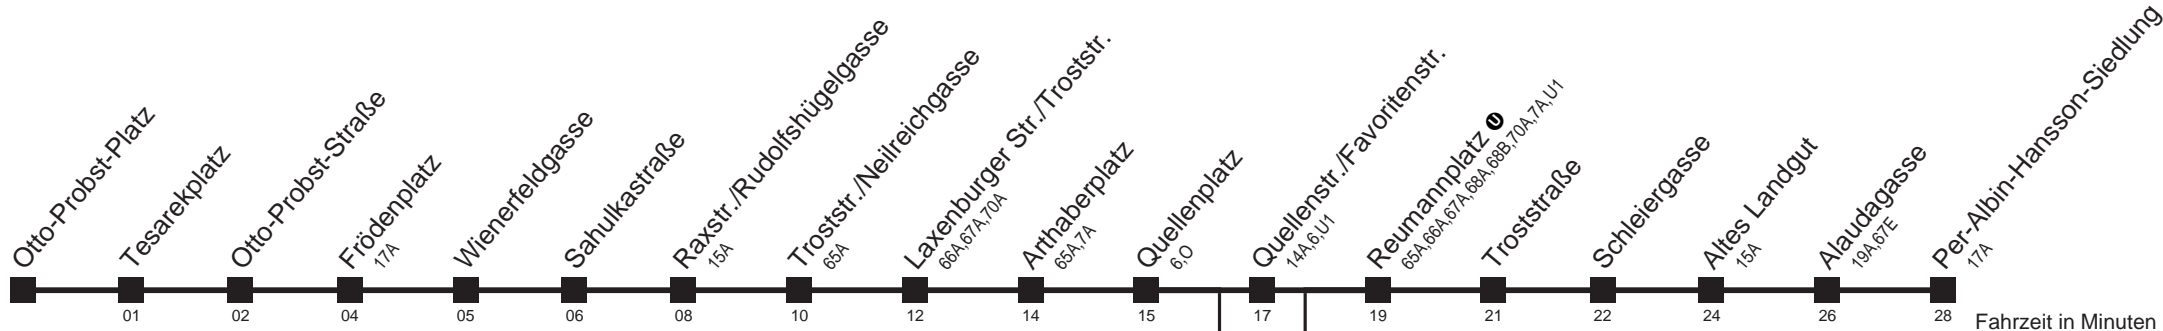 Otto-Probst-Platz
Tesarekplatz
Otto-Probst-Straße
Frödenplatz
17A
Wienerfeldgasse
Sahulkastraße
Raxstr./Rudolfshügelgasse
15A
Troststr./Neilreichgasse
65A
Laxenburger Str./Troststr.
66A,67A,70A
Arthaberplatz
65A,7A
Quellenplatz
6,O
Quellenstr./Favoritenstr.
14A,6,U1
Reumannplatz U
65A,66A,67A,68A,68B,70A,7A,U1
Troststraße
Schleiergasse
Altes Landgut
15A
Alaudagasse
19A,67E
Per-Albin-Hansson-Siedlung
17A
01 02 04 05 06 08 10 12 14 15 17 19 21 22 24 26 28 Fahrzeit in Minuten